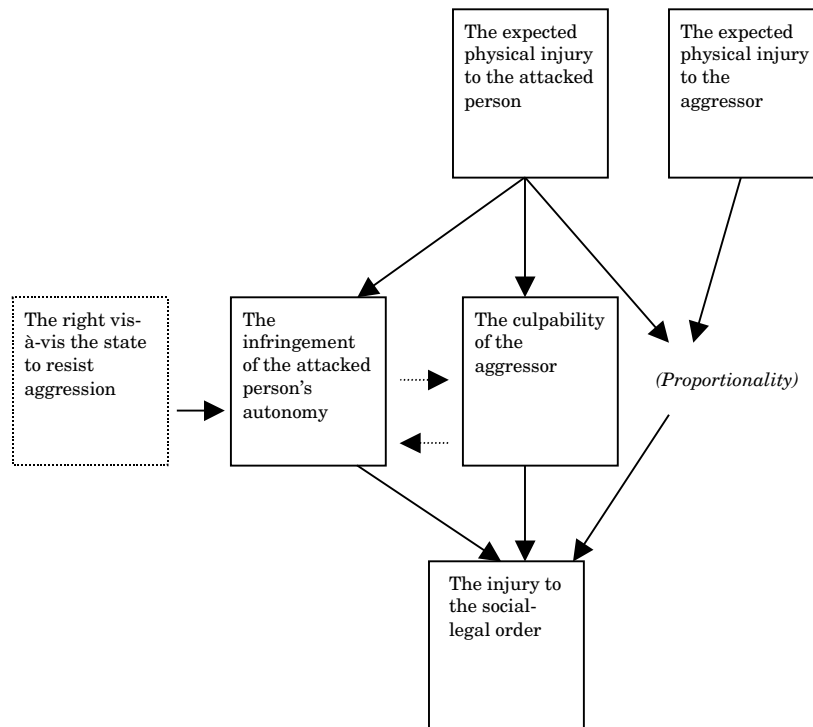 The expected
physical injury
to the attacked
person
The expected
physical injury
to the
aggressor
The right vis-
à-vis the state
to resist
aggression
The
infringement
of the attacked
person’s
autonomy
The culpability
of the
aggressor
(Proportionality)
The injury to
the social-
legal order